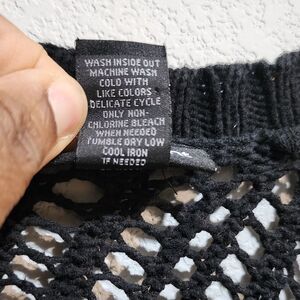 WASH INSIDE OUT
MACHINE WASH
COLD WITH
LIKE COLORS
DELICATE CYCLE
ONLY NON-
CHLORINE BLEACH
WHEN NEEDED
TUMBLE DRY LOW
COOL IRON
IF NEEDED